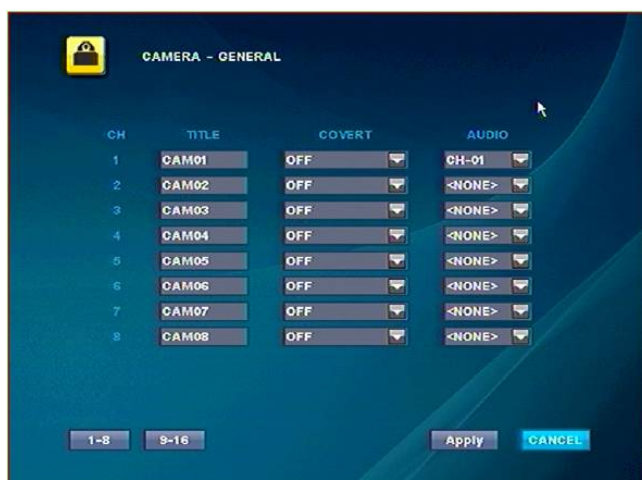 CAMERA - GENERAL
CH TITLE COVERT AUDIO
1 CAM01 OFF CH-01
2 CAM02 OFF <NONE>
3 CAM03 OFF <NONE>
4 CAM04 OFF <NONE>
5 CAM05 OFF <NONE>
6 CAM06 OFF <NONE>
7 CAM07 OFF <NONE>
8 CAM08 OFF <NONE>
1-8 9-16 Apply CANCEL